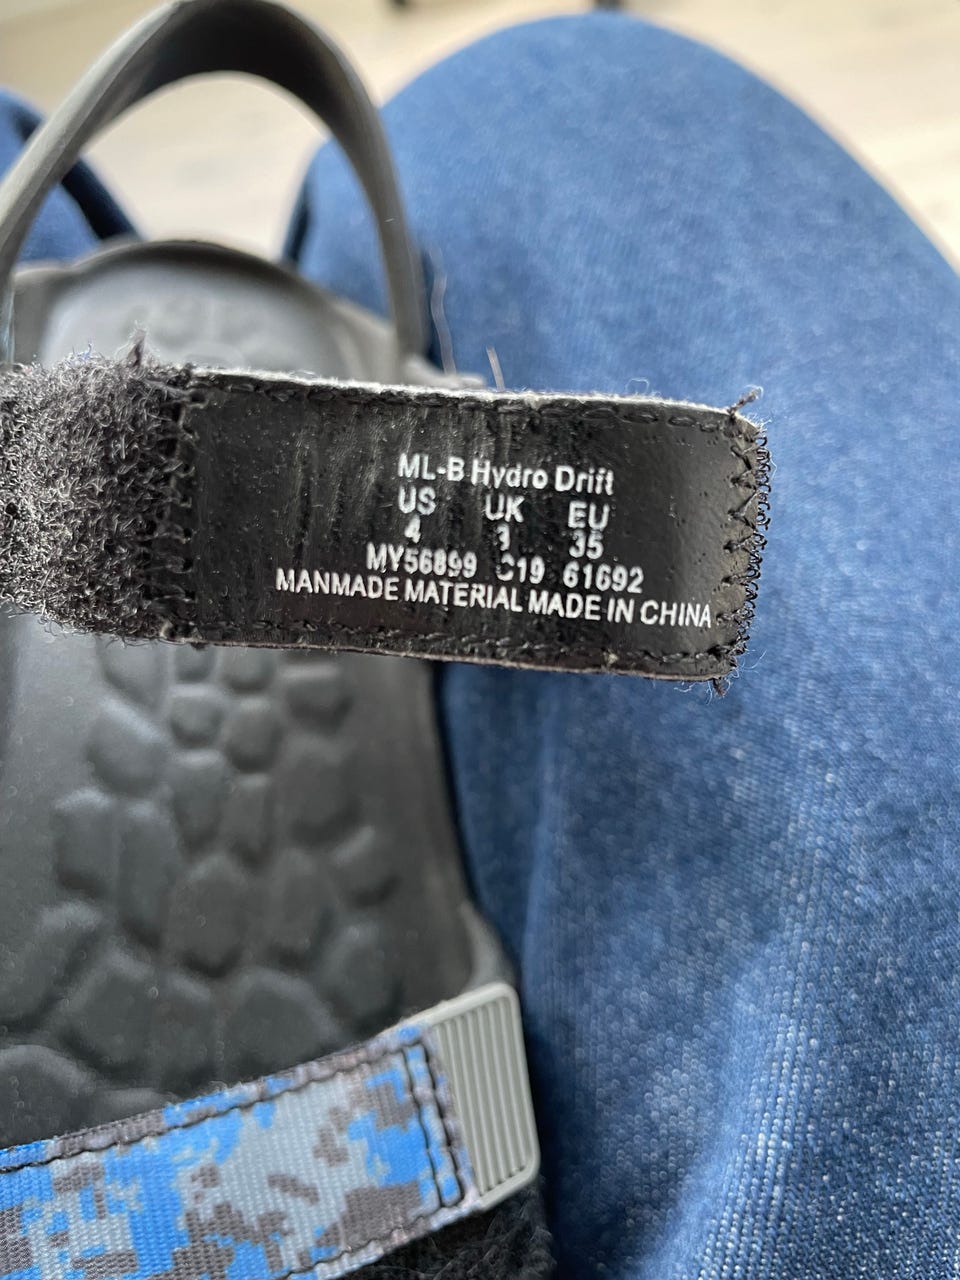 ML-B Hydro Drift
US UK EU
4 3 35
MY56899 C19 61692
MANMADE MATERIAL MADE IN CHINA